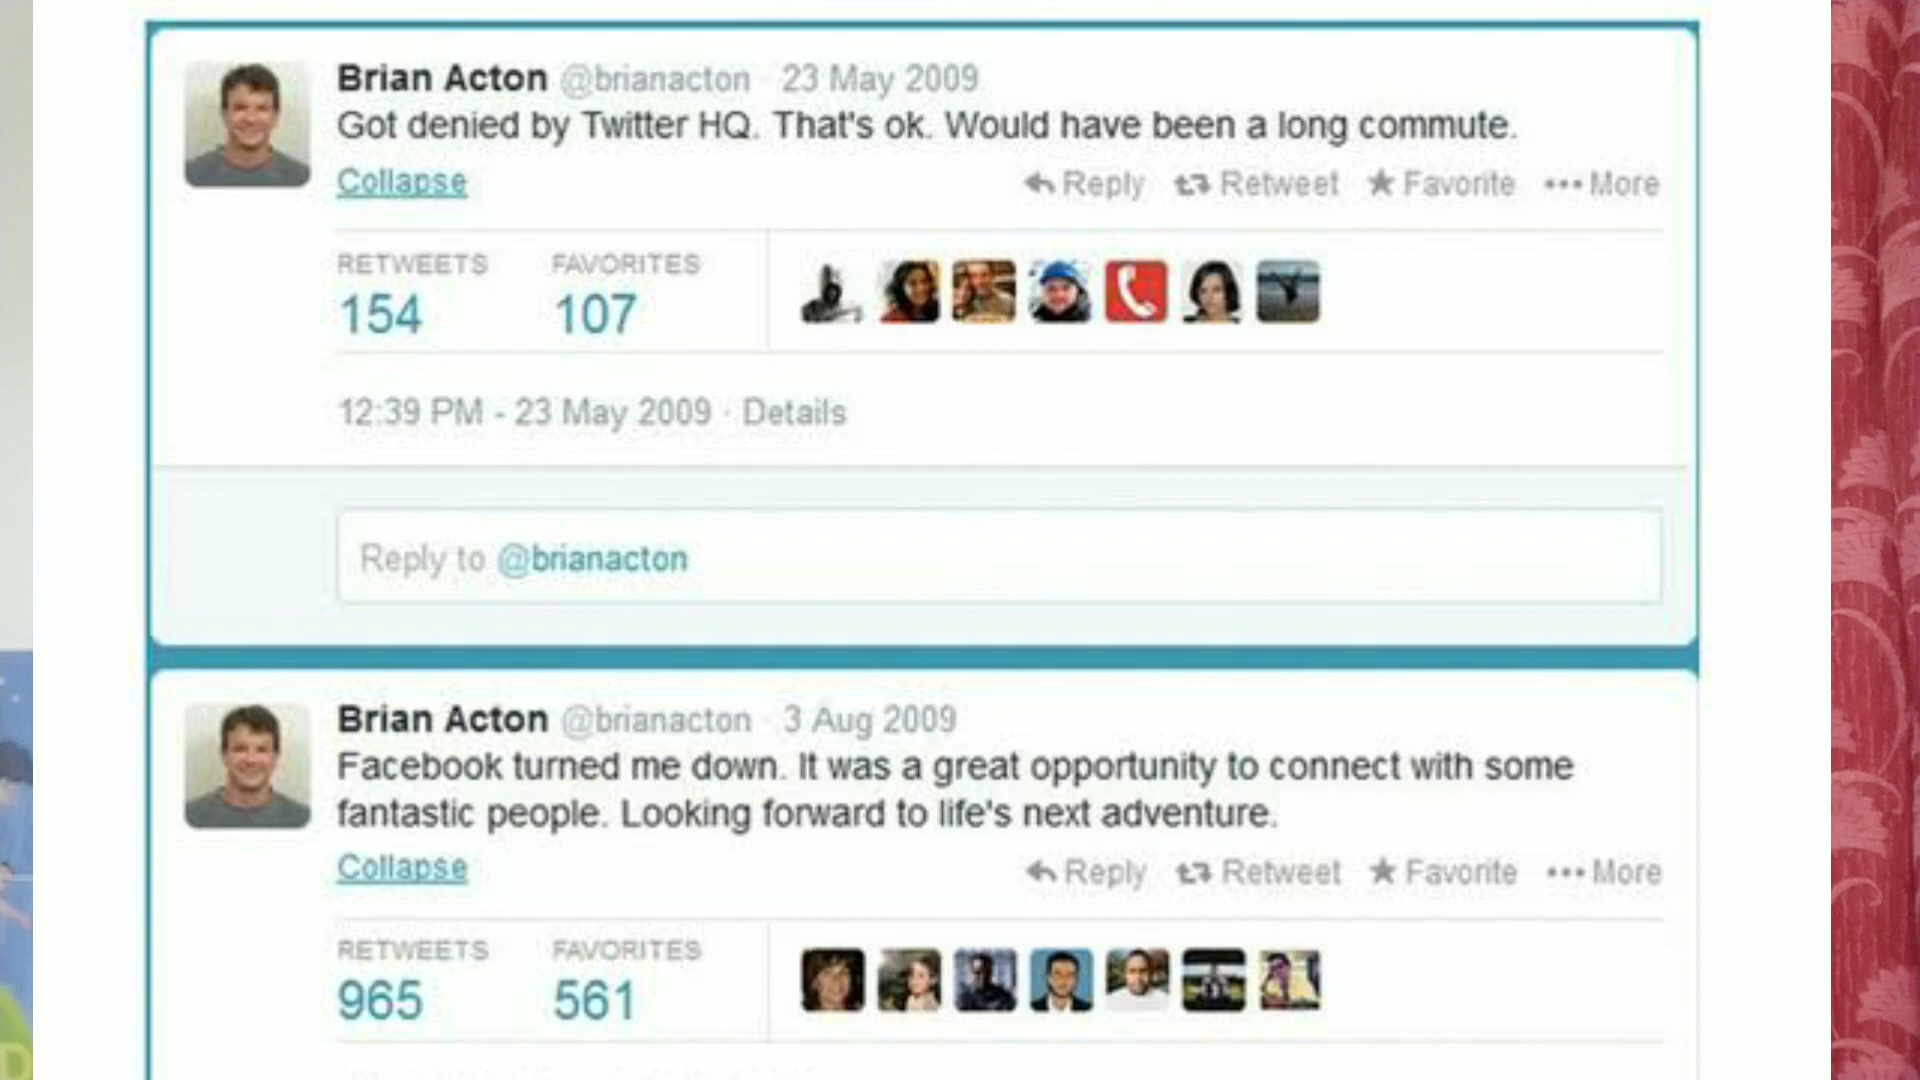 Brian Acton @brianacton · 23 May 2009
Got denied by Twitter HQ. That's ok. Would have been a long commute.
Collapse Reply Retweet Favorite More
RETWEETS FAVORITES
154 107
12:39 PM - 23 May 2009 · Details
Reply to @brianacton
Brian Acton @brianacton · 3 Aug 2009
Facebook turned me down. It was a great opportunity to connect with some
fantastic people. Looking forward to life's next adventure.
Collapse Reply Retweet Favorite More
RETWEETS FAVORITES
965 561
D